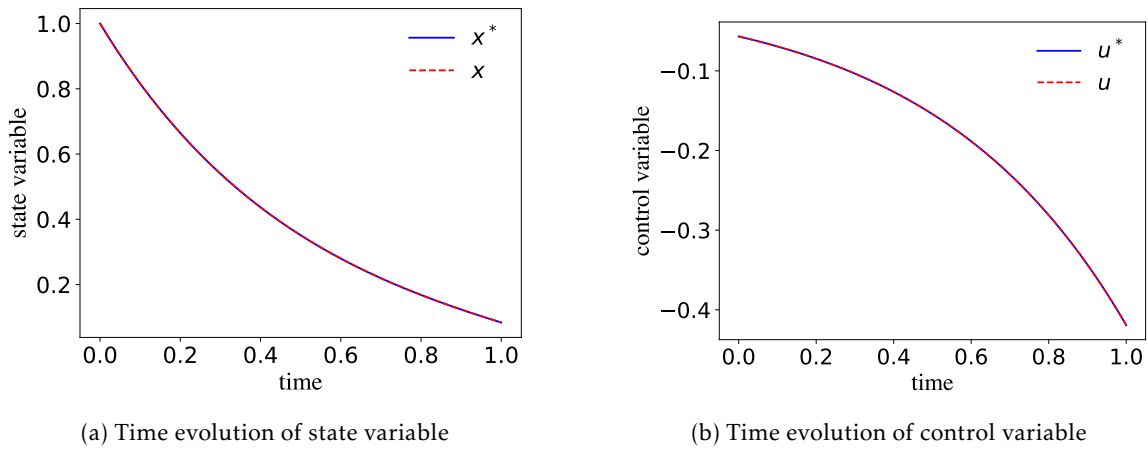 1.0
0.8
0.6
0.4
0.2
state variable
x*
x
0.0 0.2 0.4 0.6 0.8 1.0
time
(a) Time evolution of state variable
−0.1
−0.2
−0.3
−0.4
control variable
u*
u
0.0 0.2 0.4 0.6 0.8 1.0
time
(b) Time evolution of control variable